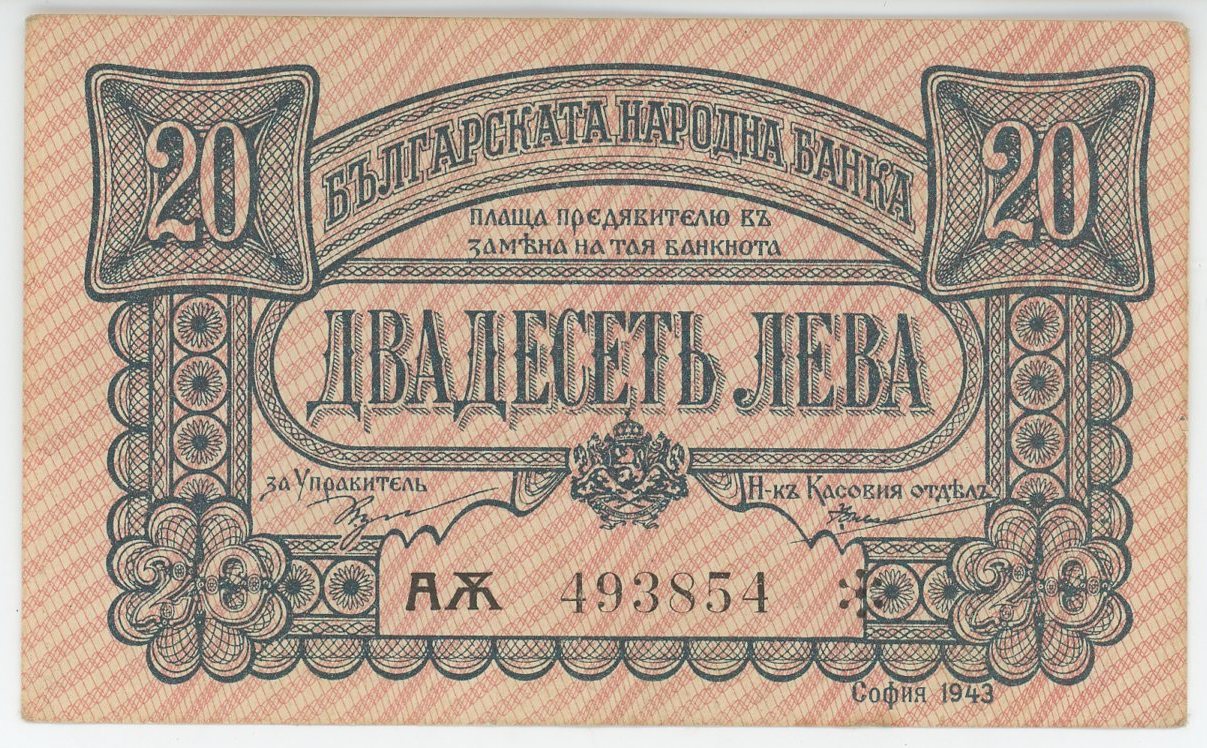 20
20
БЪЛГАРСКАТА НАРОДНА БАНКА
ПЛАЩА ПРЕДЯВИТЕЛЮ ВЪ
ЗАМѢНА НА ТАЯ БАНКНОТА
ДВАДЕСЕТЬ ЛЕВА
за Управитель
Н-къ Касовия отдѣлъ
20
АѪ 493854
20
София 1943